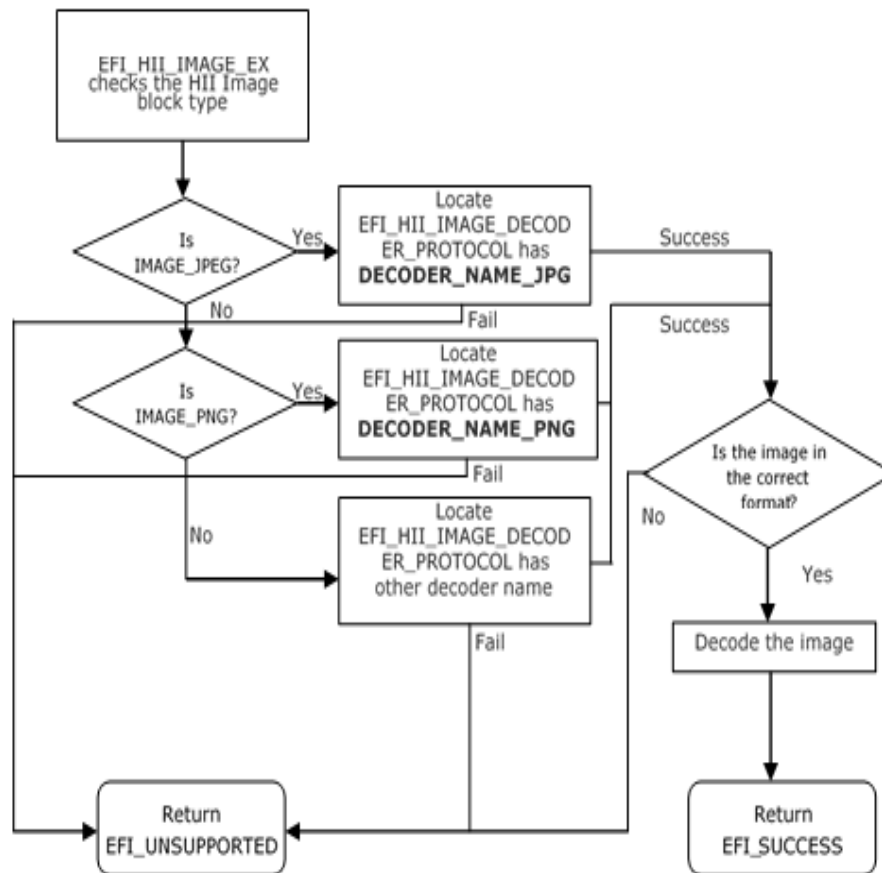 EFI_HII_IMAGE_EX
checks the HII Image
block type
Is
IMAGE_JPEG?
Yes
Locate
EFI_HII_IMAGE_DECOD
ER_PROTOCOL has
DECODER_NAME_JPG
Success
No
Fail
Success
Is
IMAGE_PNG?
Yes
Locate
EFI_HII_IMAGE_DECOD
ER_PROTOCOL has
DECODER_NAME_PNG
Fail
Is the image in
the correct
format?
No
No
Locate
EFI_HII_IMAGE_DECOD
ER_PROTOCOL has
other decoder name
Yes
Fail
Decode the image
Return
EFI_UNSUPPORTED
Return
EFI_SUCCESS